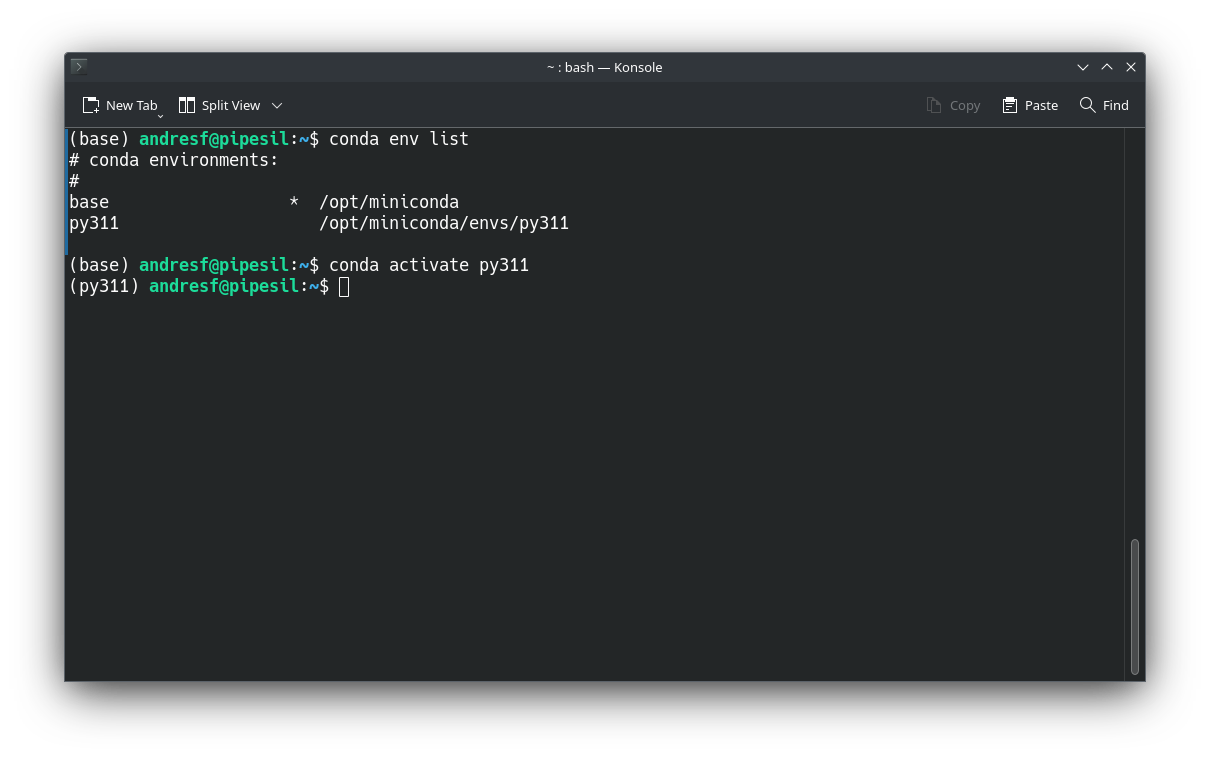 ~ : bash — Konsole
New Tab Split View Copy Paste Find
(base) andresf@pipesil:~$ conda env list
# conda environments:
#
base                  *  /opt/miniconda
py311                    /opt/miniconda/envs/py311
(base) andresf@pipesil:~$ conda activate py311
(py311) andresf@pipesil:~$